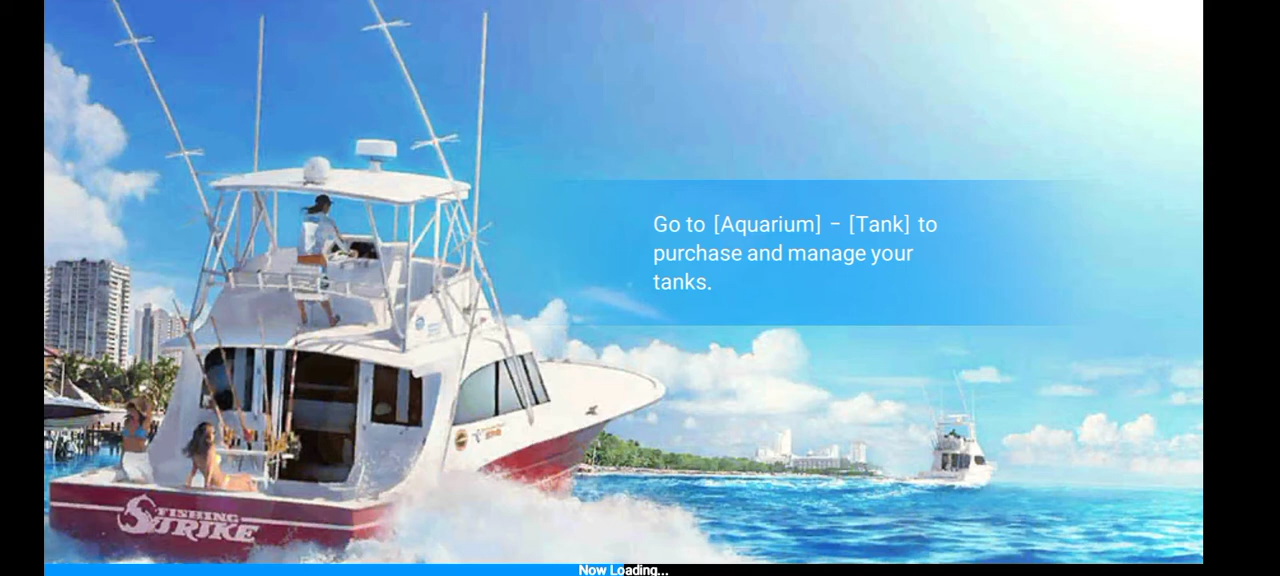 Go to [Aquarium] - [Tank] to
purchase and manage your
tanks.
FISHING
STRIKE
Now Loading...